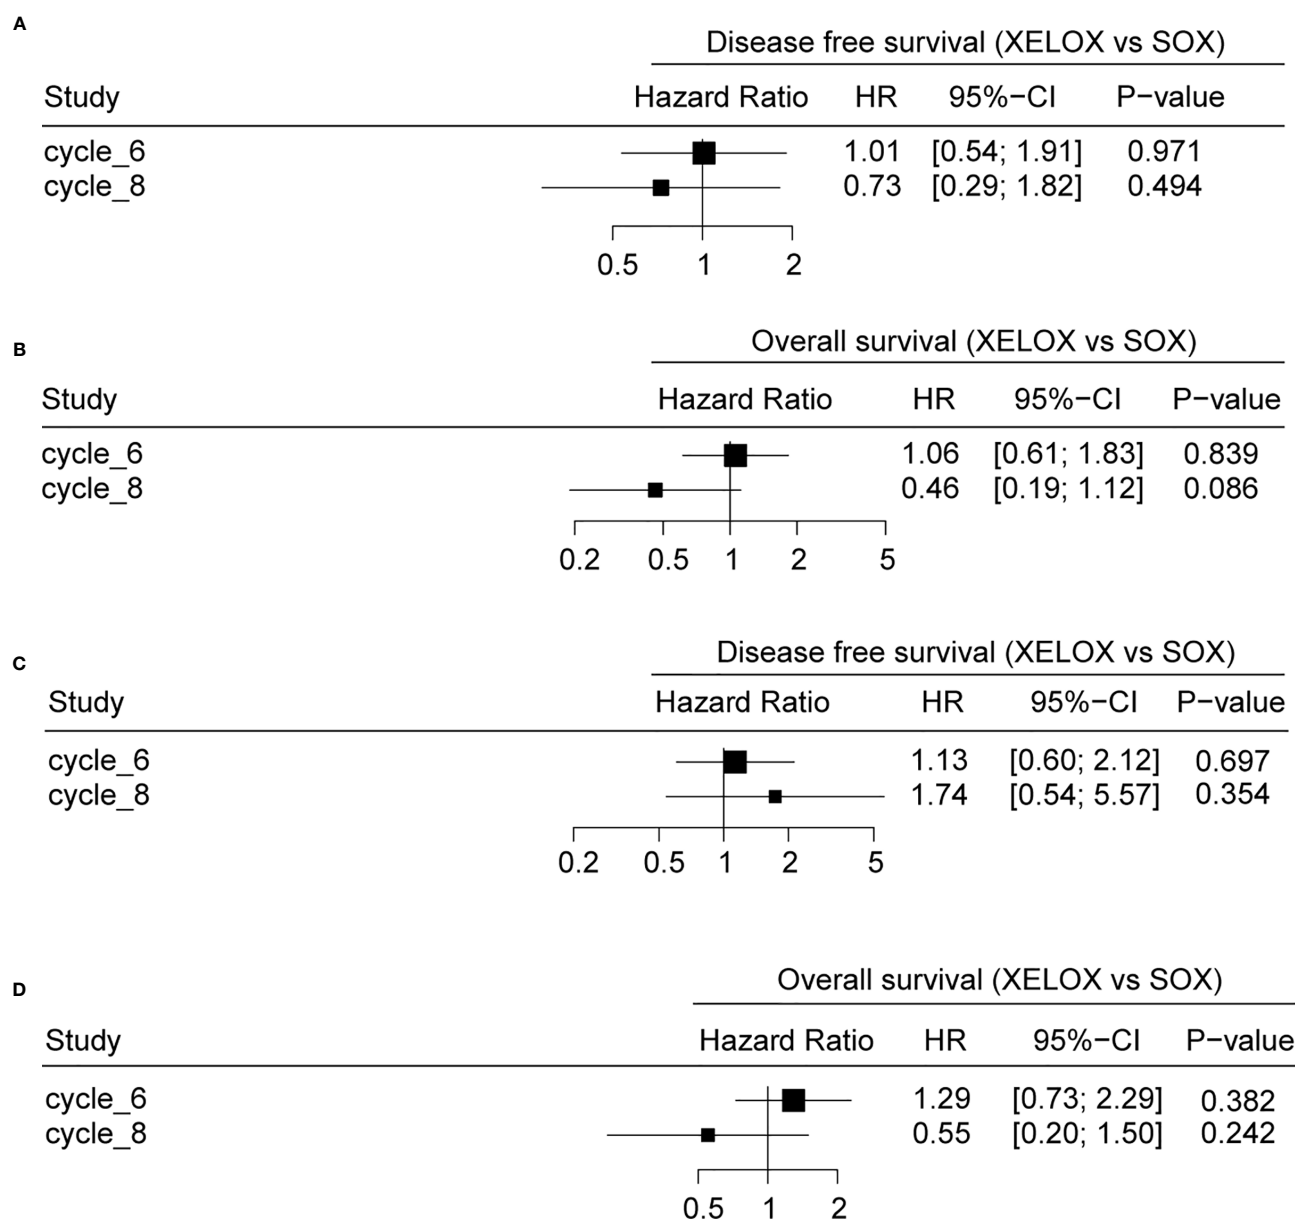 A
Disease free survival (XELOX vs SOX)
Study Hazard Ratio HR 95%−CI P−value
cycle_6 1.01 [0.54; 1.91] 0.971
cycle_8 0.73 [0.29; 1.82] 0.494
0.5 1 2
B
Overall survival (XELOX vs SOX)
Study Hazard Ratio HR 95%−CI P−value
cycle_6 1.06 [0.61; 1.83] 0.839
cycle_8 0.46 [0.19; 1.12] 0.086
0.2 0.5 1 2 5
C
Disease free survival (XELOX vs SOX)
Study Hazard Ratio HR 95%−CI P−value
cycle_6 1.13 [0.60; 2.12] 0.697
cycle_8 1.74 [0.54; 5.57] 0.354
0.2 0.5 1 2 5
D
Overall survival (XELOX vs SOX)
Study Hazard Ratio HR 95%−CI P−value
cycle_6 1.29 [0.73; 2.29] 0.382
cycle_8 0.55 [0.20; 1.50] 0.242
0.5 1 2